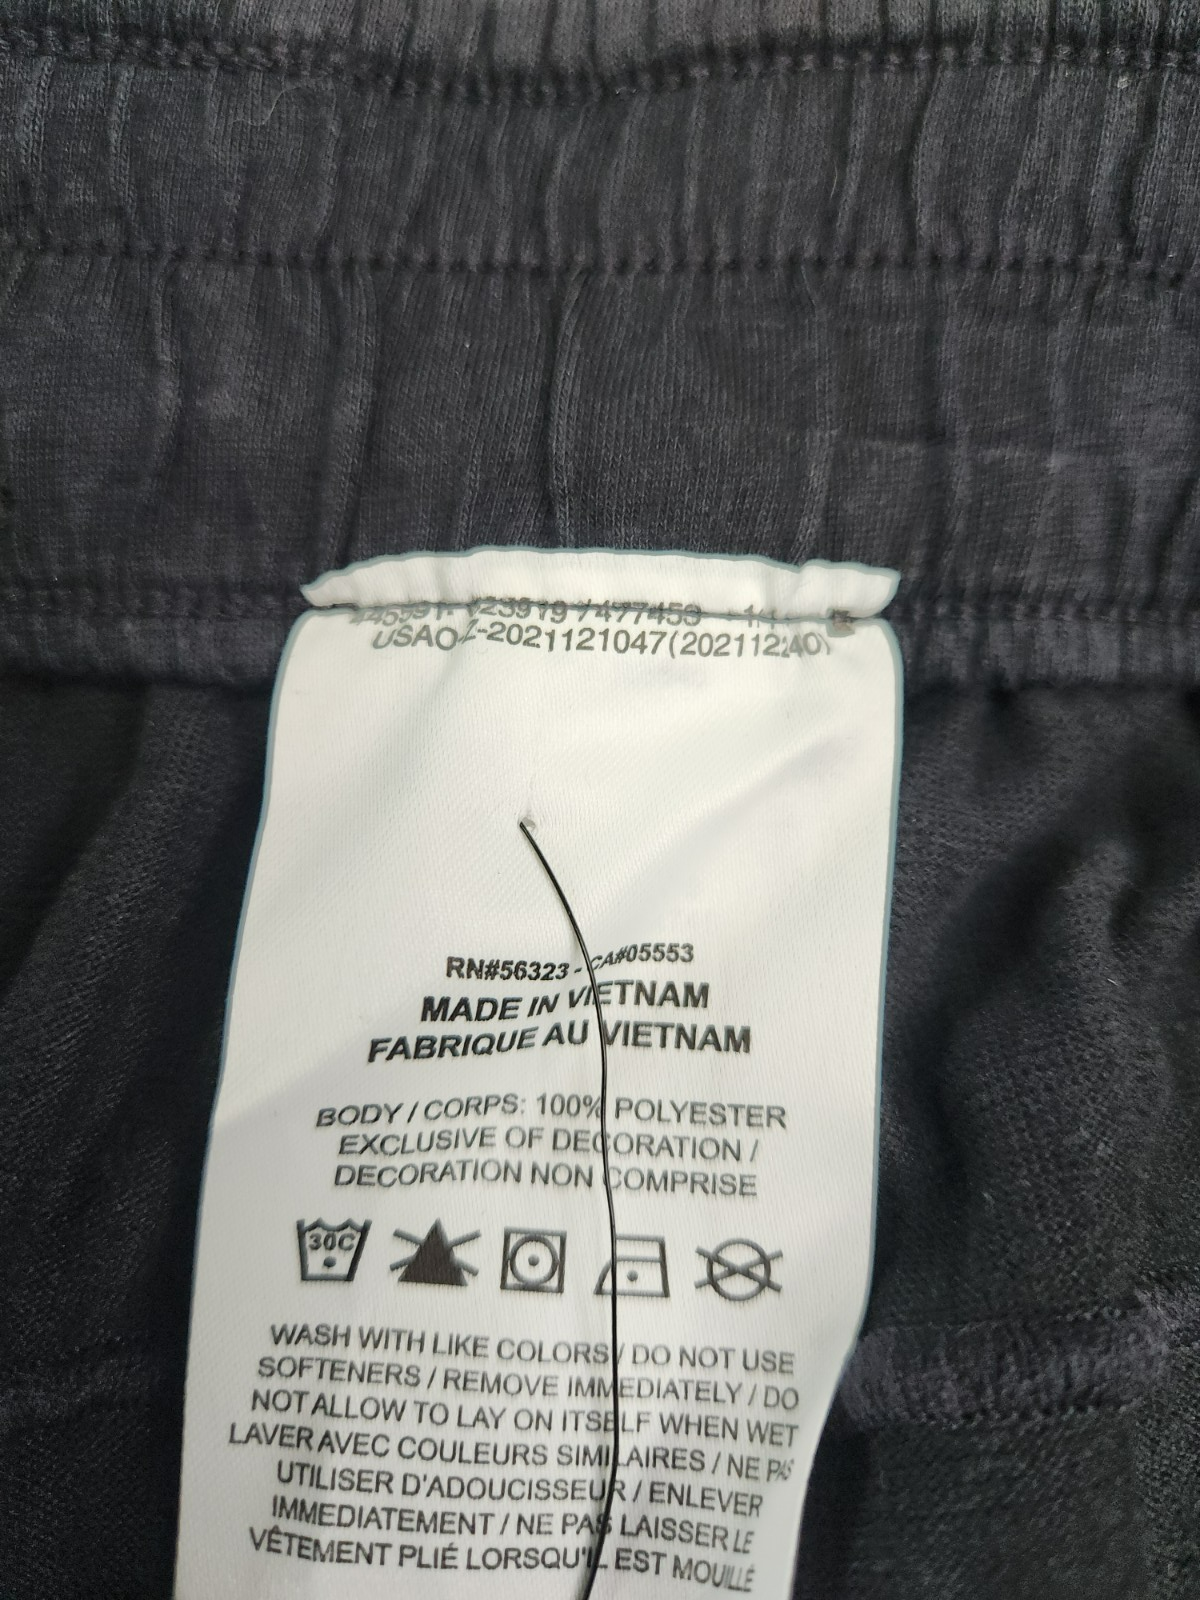 / 477453
2021121047(202112
RN#56323 - CA#05553
MADE IN VIETNAM
FABRIQUE AU VIETNAM
BODY / CORPS: 100% POLYESTER
EXCLUSIVE OF DECORATION /
DECORATION NON COMPRISE
30C
WASH WITH LIKE COLORS / DO NOT USE
SOFTENERS / REMOVE IMMEDIATELY / DO
NOT ALLOW TO LAY ON ITSELF WHEN WET
LAVER AVEC COULEURS SIMILAIRES / NE PAS
UTILISER D'ADOUCISSEUR / ENLEVER
IMMEDIATEMENT / NE PAS LAISSER LE
VÊTEMENT PLIÉ LORSQU'IL EST MOUILLÉ